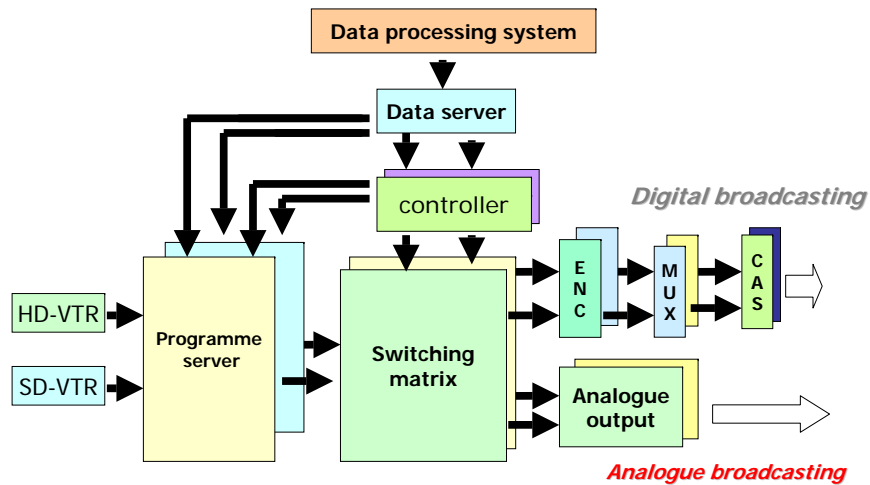 Data processing system
Data server
controller
Digital broadcasting
E
N
C
M
U
X
C
A
S
HD-VTR
SD-VTR
Programme
server
Switching
matrix
Analogue
output
Analogue broadcasting